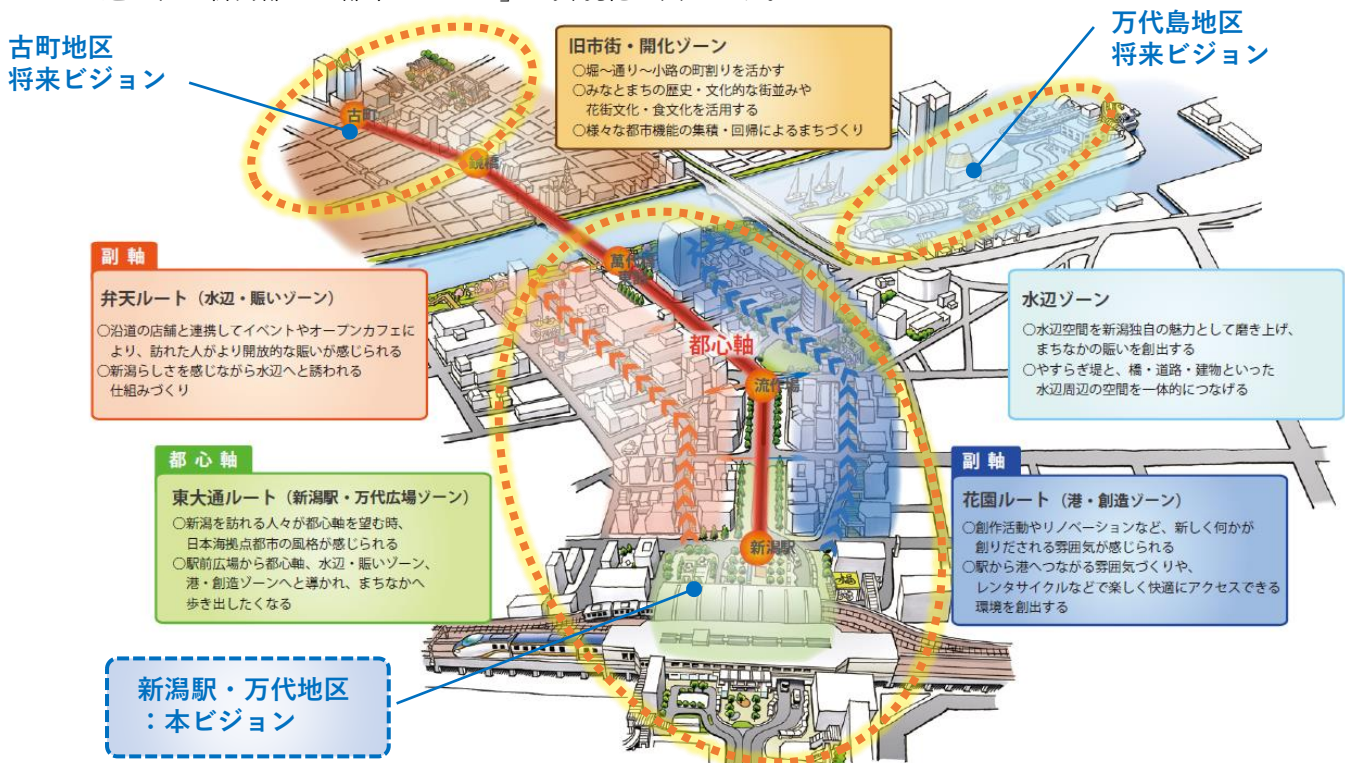 古町地区
将来ビジョン
万代島地区
将来ビジョン
旧市街・開化ゾーン
○堀～通り～小路の町割りを活かす
○みなとまちの歴史・文化的な街並みや
花街文化・食文化を活用する
○様々な都市機能の集積・回帰によるまちづくり
古町
鏡橋
萬代橋
副軸
弁天ルート（水辺・賑いゾーン）
○沿道の店舗と連携してイベントやオープンカフェに
より、訪れた人がより開放的な賑いが感じられる
○新潟らしさを感じながら水辺へと誘われる
仕組みづくり
都心軸
流作場
水辺ゾーン
○水辺空間を新潟独自の魅力として磨き上げ、
まちなかの賑いを創出する
○やすらぎ堤と、橋・道路・建物といった
水辺周辺の空間を一体的につなげる
都心軸
東大通ルート（新潟駅・万代広場ゾーン）
○新潟を訪れる人々が都心軸を望む時、
日本海拠点都市の風格が感じられる
○駅前広場から都心軸、水辺・賑いゾーン、
港・創造ゾーンへと導かれ、まちなかへ
歩き出したくなる
新潟駅
副軸
花園ルート（港・創造ゾーン）
○創作活動やリノベーションなど、新しく何かが
創りだされる雰囲気が感じられる
○駅から港へつながる雰囲気づくりや、
レンタサイクルなどで楽しく快適にアクセスできる
環境を創出する
新潟駅・万代地区
：本ビジョン